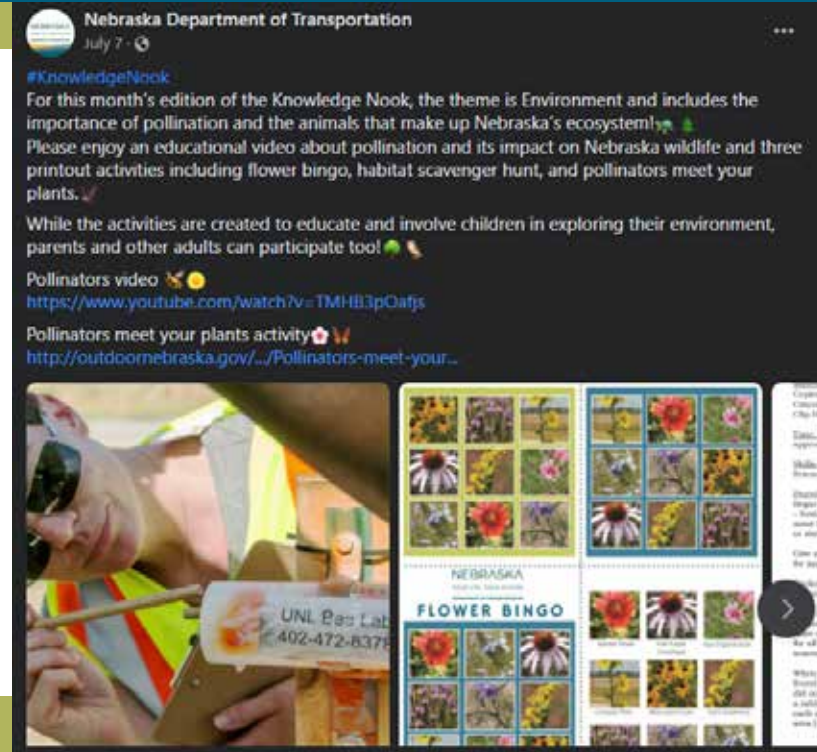 Nebraska Department of Transportation
July 7 ·
#KnowledgeNook
For this month's edition of the Knowledge Nook, the theme is Environment and includes the
importance of pollination and the animals that make up Nebraska's ecosystem!
Please enjoy an educational video about pollination and its impact on Nebraska wildlife and three
printout activities including flower bingo, habitat scavenger hunt, and pollinators meet your
plants.
While the activities are created to educate and involve children in exploring their environment,
parents and other adults can participate too!
Pollinators video
https://www.youtube.com/watch?v=TMHB3pOafjs
Pollinators meet your plants activity
http://outdoornebraska.gov/.../Pollinators-meet-your...
UNL Bee Lab
402-472-8378
NEBRASKA
FLOWER BINGO